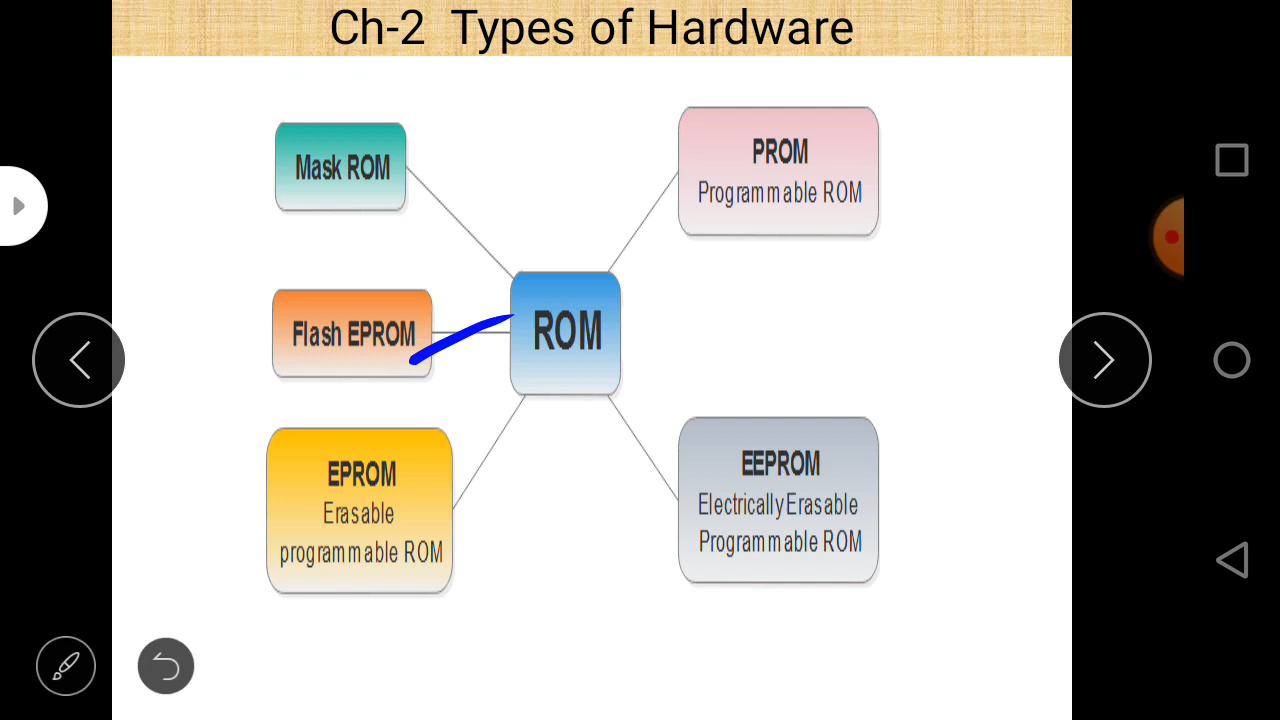 Ch-2 Types of Hardware
Mask ROM
PROM
Programmable ROM
Flash EPROM
ROM
EPROM
Erasable
programmable ROM
EEPROM
Electrically Erasable
Programmable ROM